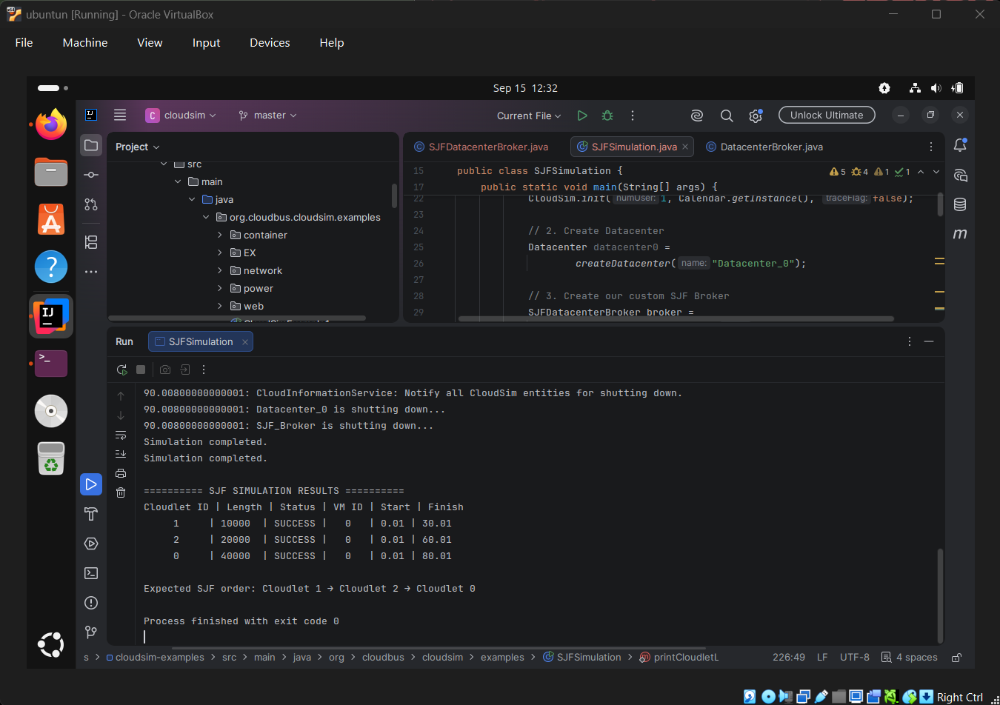 ubuntun [Running] - Oracle VirtualBox
File Machine View Input Devices Help
Sep 15 12:32
C cloudsim master Current File Unlock Ultimate
Project
src
main
java
org.cloudbus.cloudsim.examples
container
EX
network
power
web
SJFDatacenterBroker.java SJFSimulation.java DatacenterBroker.java
15 public class SJFSimulation { 5 4 1 1
17 public static void main(String[] args) {
22 CloudSim.init( numUser: 1, Calendar.getInstance(), traceFlag: false);
23
24 // 2. Create Datacenter
25 Datacenter datacenter0 =
26 createDatacenter( name: "Datacenter_0");
27
28 // 3. Create our custom SJF Broker
29 SJFDatacenterBroker broker =
Run SJFSimulation
90.00800000000001: CloudInformationService: Notify all CloudSim entities for shutting down.
90.00800000000001: Datacenter_0 is shutting down...
90.00800000000001: SJF_Broker is shutting down...
Simulation completed.
Simulation completed.
========== SJF SIMULATION RESULTS ==========
Cloudlet ID | Length | Status | VM ID | Start | Finish
1 | 10000 | SUCCESS | 0 | 0.01 | 30.01
2 | 20000 | SUCCESS | 0 | 0.01 | 60.01
0 | 40000 | SUCCESS | 0 | 0.01 | 80.01
Expected SJF order: Cloudlet 1 → Cloudlet 2 → Cloudlet 0
Process finished with exit code 0
s > cloudsim-examples > src > main > java > org > cloudbus > cloudsim > examples > SJFSimulation > printCloudletL 226:49 LF UTF-8 4 spaces
Right Ctrl